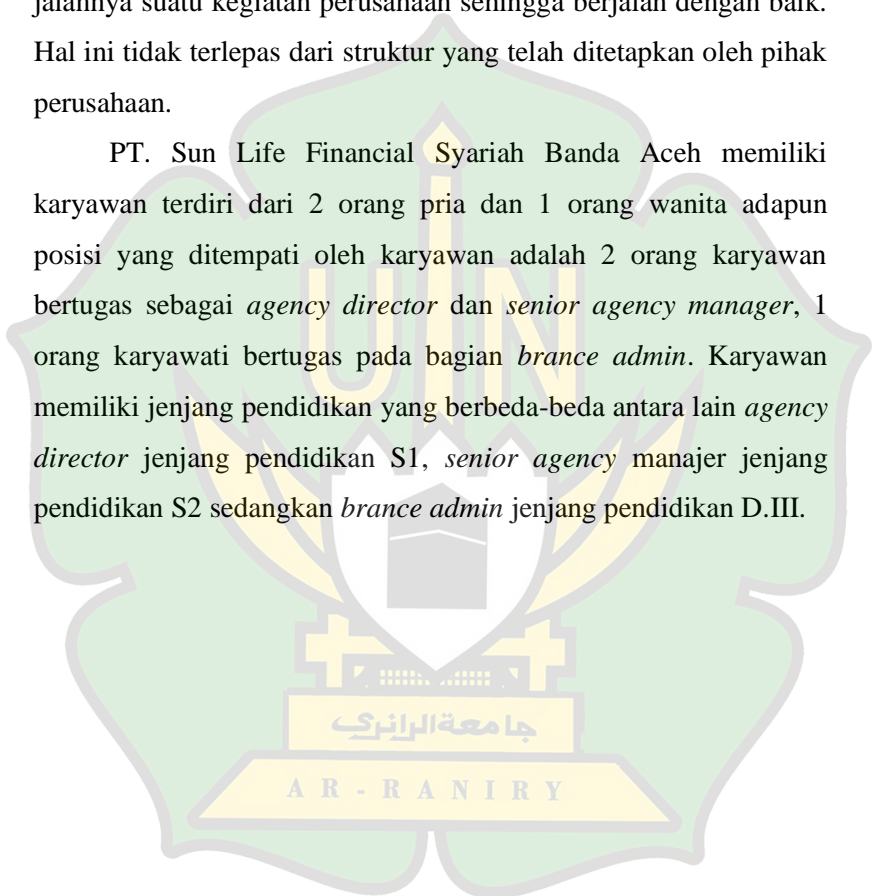 jalannya suatu kegiatan perusahaan sehingga berjalan dengan baik.
Hal ini tidak terlepas dari struktur yang telah ditetapkan oleh pihak
perusahaan.
PT. Sun Life Financial Syariah Banda Aceh memiliki
karyawan terdiri dari 2 orang pria dan 1 orang wanita adapun
posisi yang ditempati oleh karyawan adalah 2 orang karyawan
bertugas sebagai agency director dan senior agency manager, 1
orang karyawati bertugas pada bagian brance admin. Karyawan
memiliki jenjang pendidikan yang berbeda-beda antara lain agency
director jenjang pendidikan S1, senior agency manajer jenjang
pendidikan S2 sedangkan brance admin jenjang pendidikan D.III.
UIN
جامعة الرانري
AR-RANIRY